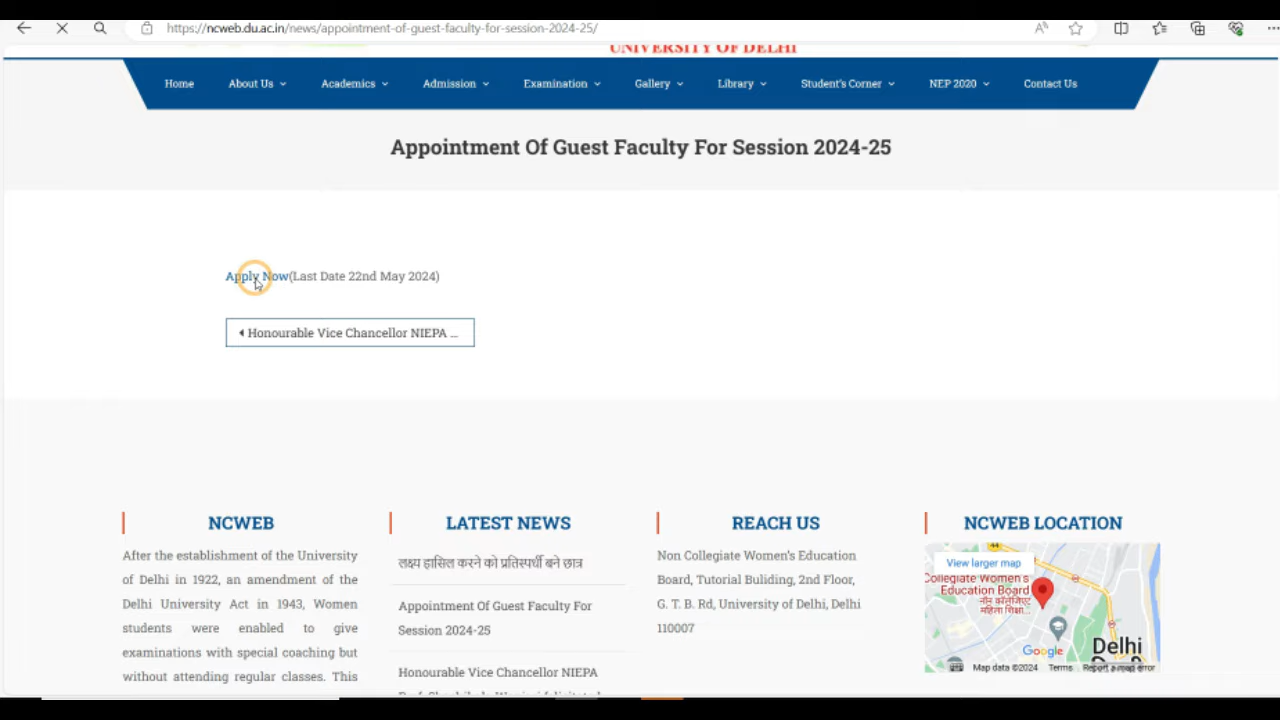 https://ncweb.du.ac.in/news/appointment-of-guest-faculty-for-session-2024-25/
UNIVERSITY OF DELHI
Home About Us Academics Admission Examination Gallery Library Student's Corner NEP 2020 Contact Us
Appointment Of Guest Faculty For Session 2024-25
Apply Now(Last Date 22nd May 2024)
Honourable Vice Chancellor NIEPA ...
NCWEB
After the establishment of the University
of Delhi in 1922, an amendment of the
Delhi University Act in 1943, Women
students were enabled to give
examinations with special coaching but
without attending regular classes. This
LATEST NEWS
लक्ष्य हासिल करने को प्रतिस्पर्धी बने छात्र
Appointment Of Guest Faculty For
Session 2024-25
Honourable Vice Chancellor NIEPA
REACH US
Non Collegiate Women's Education
Board, Tutorial Buliding, 2nd Floor,
G. T. B. Rd, University of Delhi, Delhi
110007
NCWEB LOCATION
44
View larger map
Collegiate Women's
Education Board
नॉन कॉलेजिएट
महिला शिक्षा...
Delhi
Google
Map data ©2024 Terms Report a map error